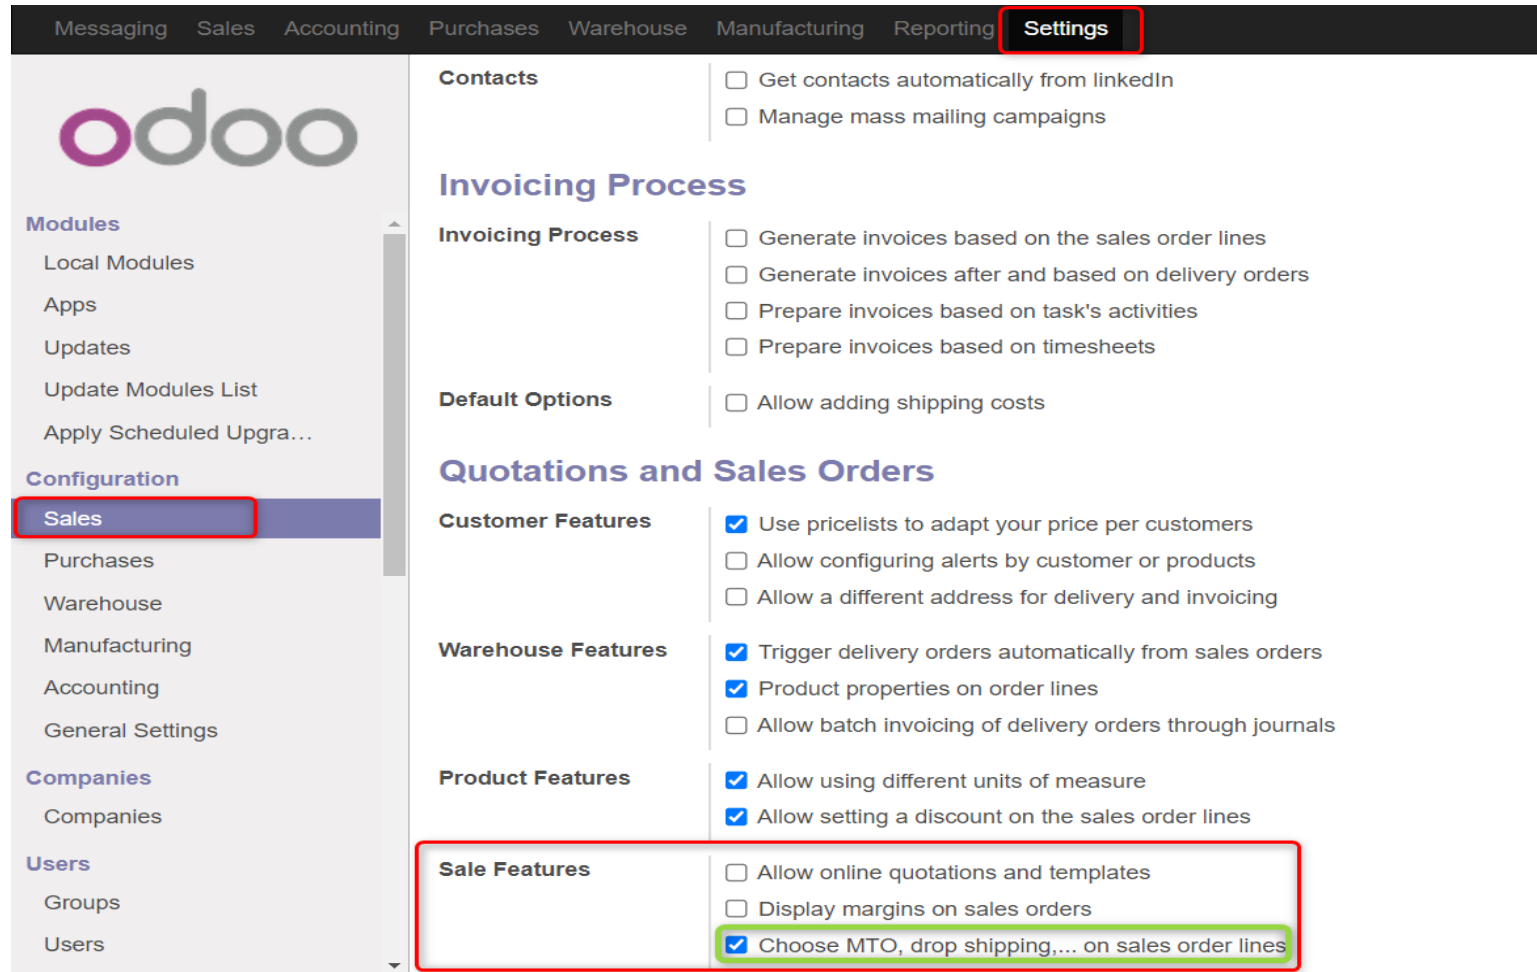 Messaging Sales Accounting Purchases Warehouse Manufacturing Reporting Settings
odoo
Modules
Local Modules
Apps
Updates
Update Modules List
Apply Scheduled Upgra...
Configuration
Sales
Purchases
Warehouse
Manufacturing
Accounting
General Settings
Companies
Companies
Users
Groups
Users
Contacts
Get contacts automatically from linkedIn
Manage mass mailing campaigns
Invoicing Process
Invoicing Process
Generate invoices based on the sales order lines
Generate invoices after and based on delivery orders
Prepare invoices based on task's activities
Prepare invoices based on timesheets
Default Options
Allow adding shipping costs
Quotations and Sales Orders
Customer Features
Use pricelists to adapt your price per customers
Allow configuring alerts by customer or products
Allow a different address for delivery and invoicing
Warehouse Features
Trigger delivery orders automatically from sales orders
Product properties on order lines
Allow batch invoicing of delivery orders through journals
Product Features
Allow using different units of measure
Allow setting a discount on the sales order lines
Sale Features
Allow online quotations and templates
Display margins on sales orders
Choose MTO, drop shipping,... on sales order lines